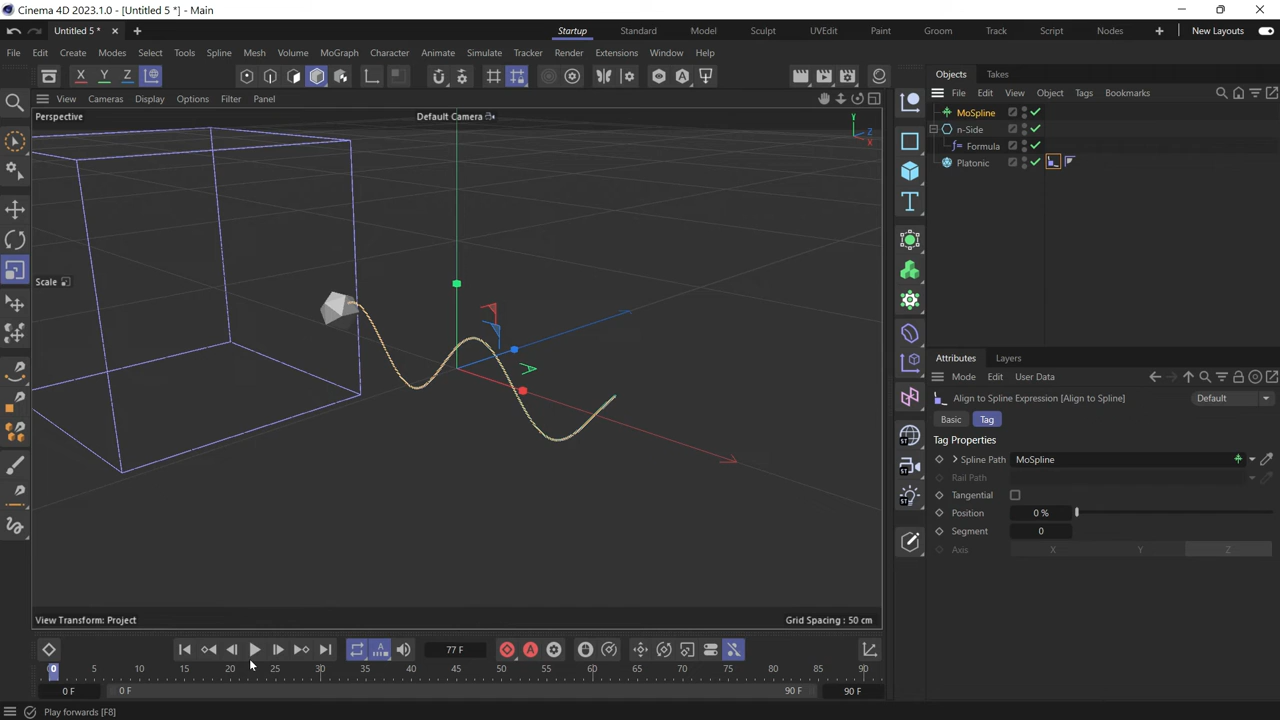 Cinema 4D 2023.1.0 - [Untitled 5 *] - Main
Untitled 5 *
Startup Standard Model Sculpt UVEdit Paint Groom Track Script Nodes New Layouts
File Edit Create Modes Select Tools Spline Mesh Volume MoGraph Character Animate Simulate Tracker Render Extensions Window Help
X Y Z
Objects Takes
View Cameras Display Options Filter Panel
File Edit View Object Tags Bookmarks
Perspective
Default Camera
Y
Z
X
MoSpline
n-Side
Formula
Platonic
Scale
Attributes Layers
Mode Edit User Data
Align to Spline Expression [Align to Spline]
Default
Basic Tag
Tag Properties
Spline Path MoSpline
Rail Path
Tangential
Position 0 %
Segment 0
Axis X Y Z
View Transform: Project
Grid Spacing : 50 cm
77 F
0 5 10 15 20 25 30 35 40 45 50 55 60 65 70 75 80 85 90
0 F 0 F 90 F 90 F
Play forwards [F8]